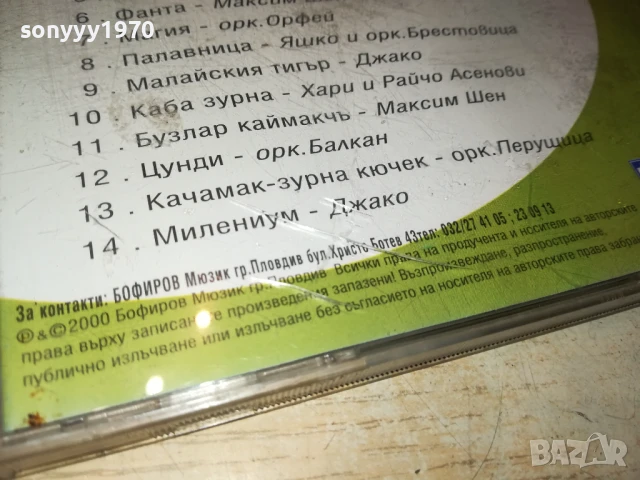 sonyyy1970
6 . Фанта - Максим
7 . Магия - орк.Орфей
8 . Палавница - Яшко и орк.Брестовица
9 . Малайския тигър - Джако
10 . Каба зурна - Хари и Райчо Асенови
11 . Бузлар каймакчъ - Максим Шен
12 . Цунди - орк.Балкан
13 . Качамак-зурна кючек - орк.Перущица
14 . Милениум - Джако
За контакти: БОФИРОВ Мюзик гр.Пловдив бул.Христо Ботев 43тел: 032/27 41 05 ; 23 09 13
℗&©2000 Бофиров Мюзик гр.Пловдив Всички права на продуцента и носителя на авторските
права върху записаните произведения запазени! Възпроизвеждане, разпространение,
публично излъчване или излъчване без съгласието на носителя на авторските права
BAZAR
bg